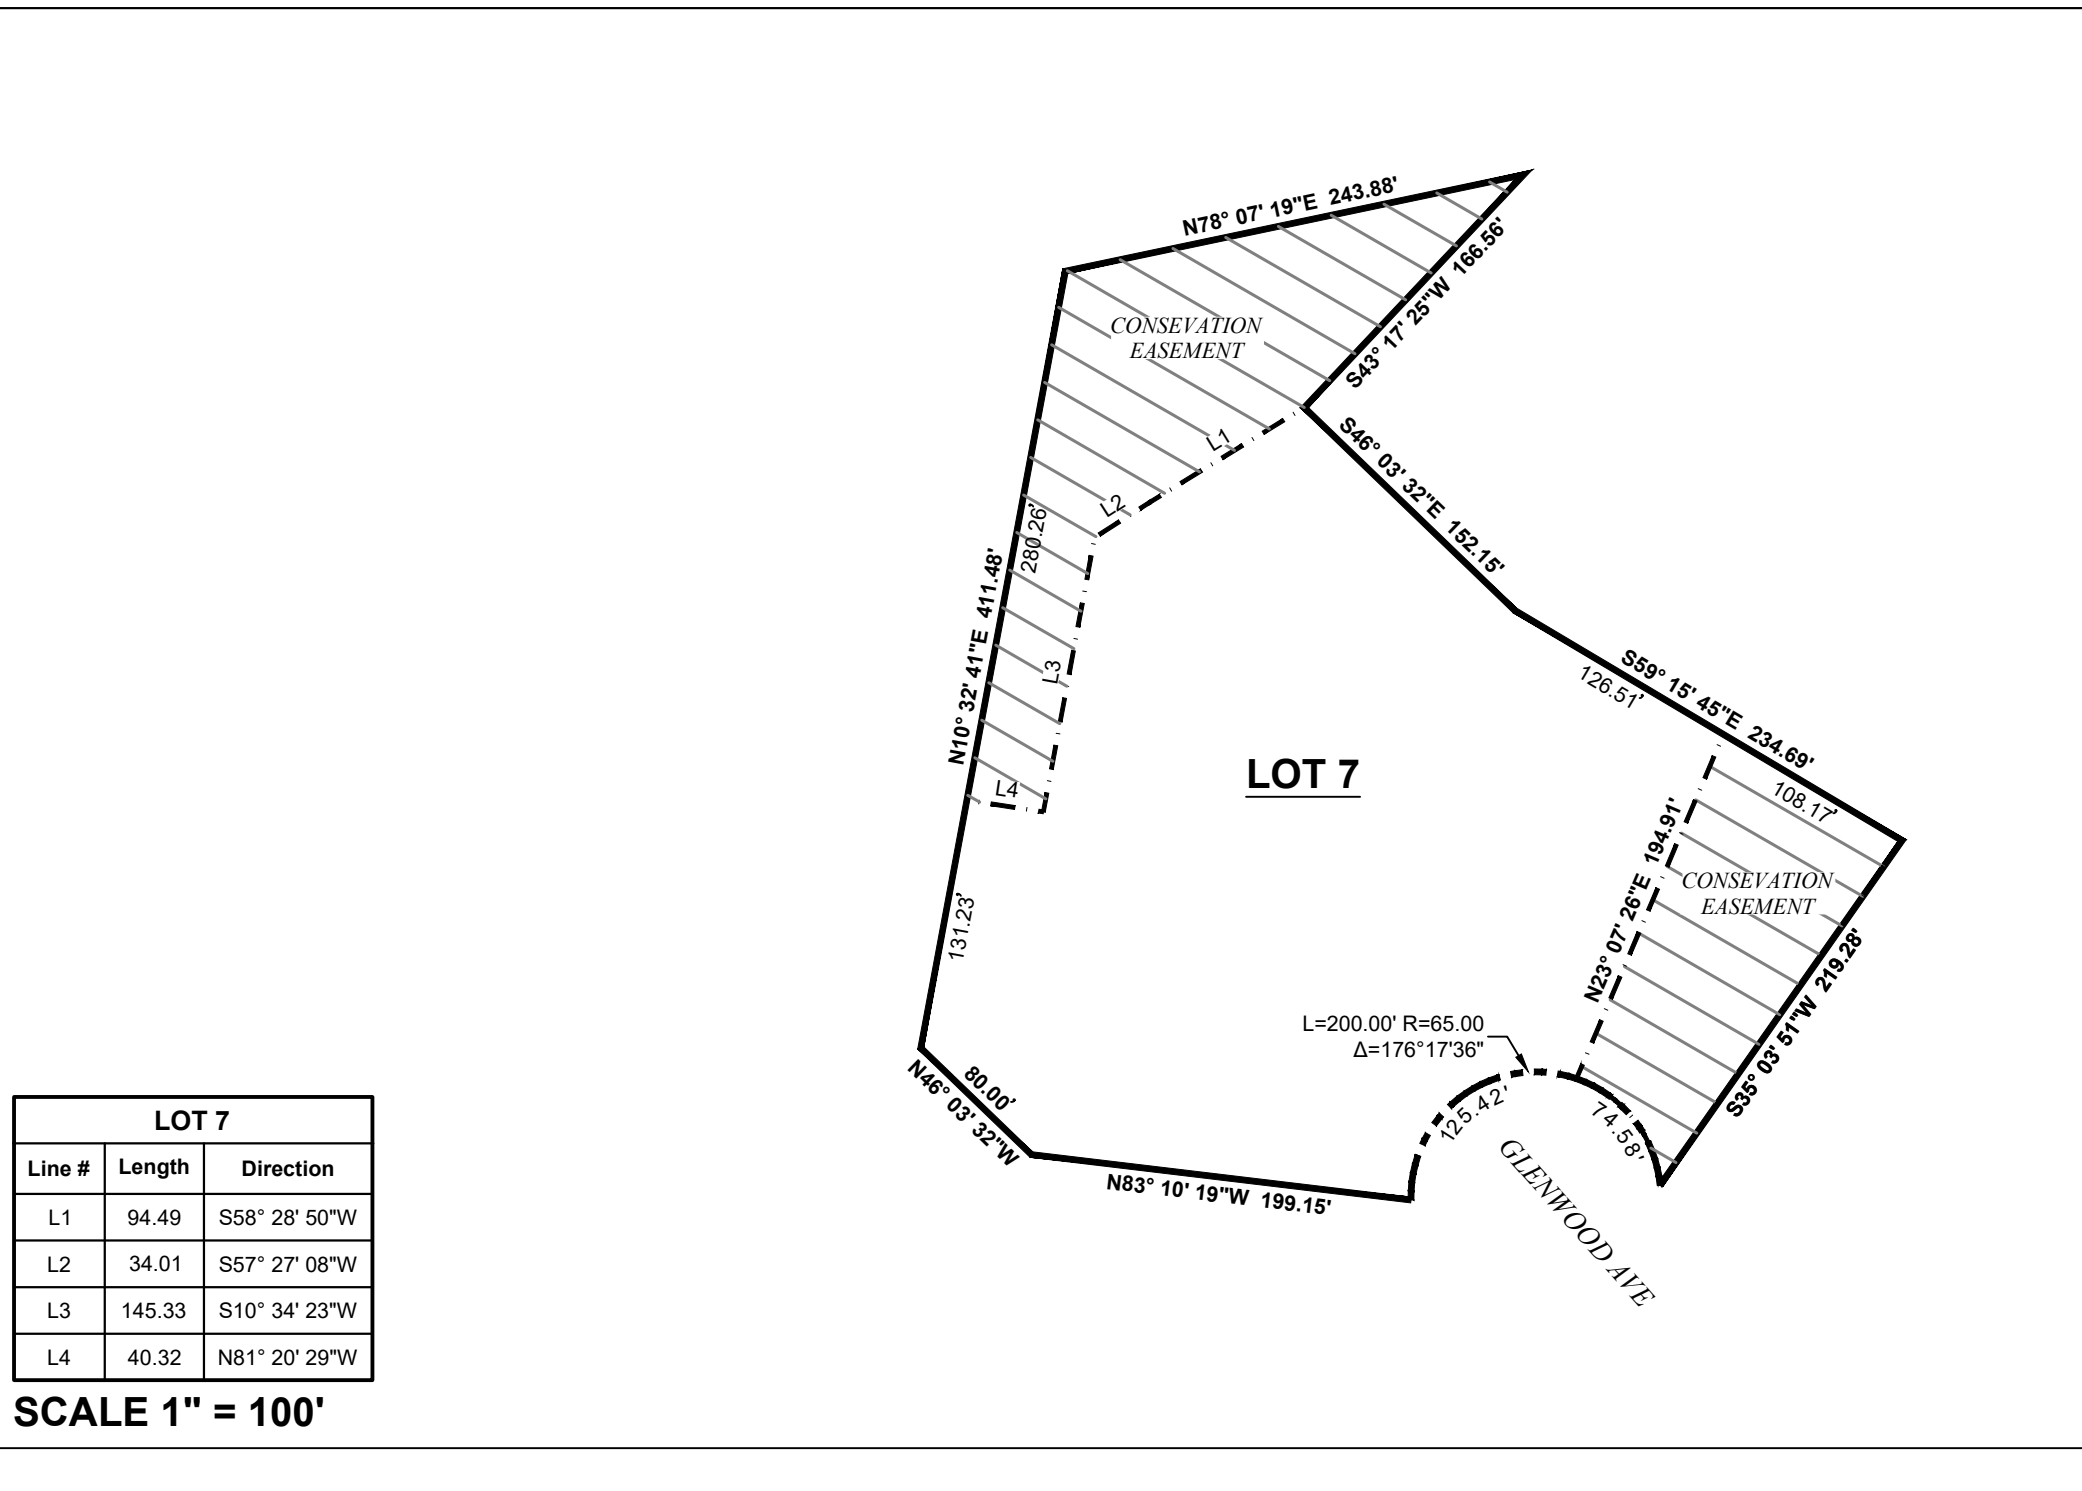 N78° 07' 19"E 243.88'
S43° 17' 25"W 166.56'
CONSEVATION
EASEMENT
L1
L2
S46° 03' 32"E 152.15'
280.26'
N10° 32' 41"E 411.48'
L3
S59° 15' 45"E 234.69'
126.51'
LOT 7
L4
108.17'
N23° 07' 26"E 194.91'
CONSEVATION
EASEMENT
131.23'
S35° 03' 51"W 219.28'
L=200.00' R=65.00
Δ=176°17'36"
80.00'
N46° 03' 32"W
125.42'
74.58'
N83° 10' 19"W 199.15'
GLENWOOD AVE
LOT 7
Line # Length Direction
L1 94.49 S58° 28' 50"W
L2 34.01 S57° 27' 08"W
L3 145.33 S10° 34' 23"W
L4 40.32 N81° 20' 29"W
SCALE 1" = 100'